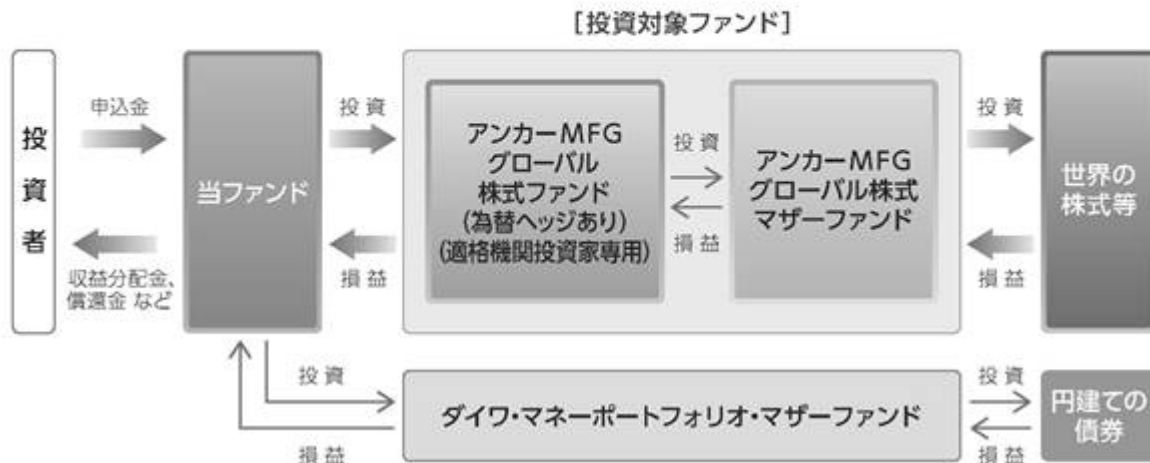 [投資対象ファンド]
投資者
申込金
収益分配金、
償還金 など
当ファンド
投資
損益
アンカーMFG
グローバル
株式ファンド
(為替ヘッジあり)
(適格機関投資家専用)
投資
損益
アンカーMFG
グローバル株式
マザーファンド
投資
損益
世界の
株式等
投資
損益
ダイワ・マネーポートフォリオ・マザーファンド
投資
損益
円建ての
債券